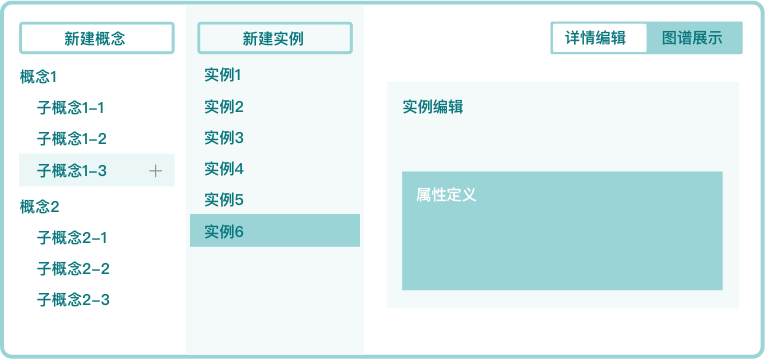 新建概念
概念1
子概念1-1
子概念1-2
子概念1-3 +
概念2
子概念2-1
子概念2-2
子概念2-3
新建实例
实例1
实例2
实例3
实例4
实例5
实例6
详情编辑 图谱展示
实例编辑
属性定义